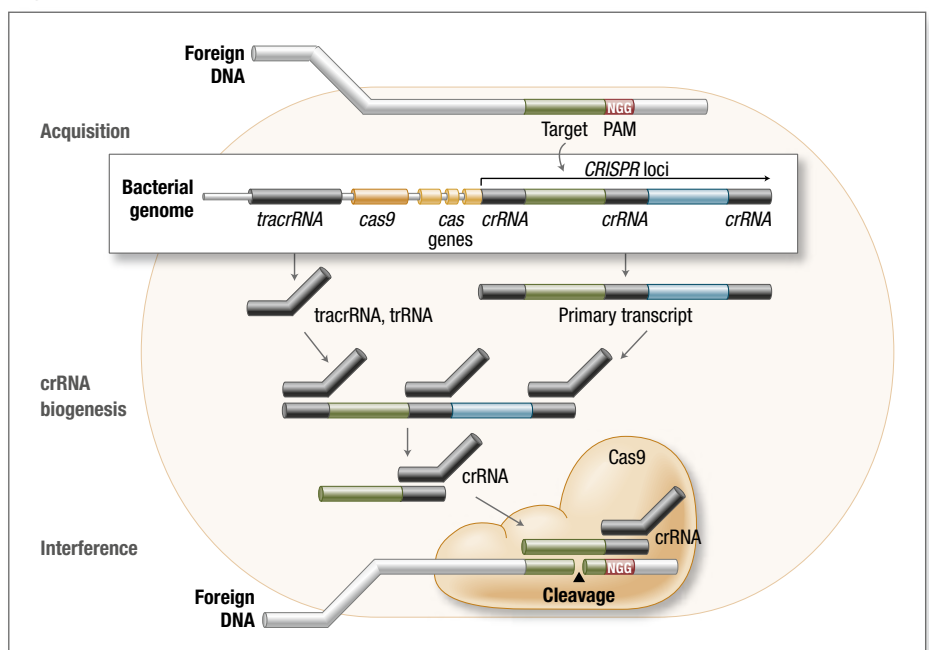 Foreign
DNA
NGG
Acquisition
Target PAM
CRISPR loci
Bacterial
genome
tracrRNA cas9 cas
genes
crRNA crRNA crRNA
tracrRNA, trRNA
Primary transcript
crRNA
biogenesis
Cas9
crRNA
crRNA
Interference
NGG
Cleavage
Foreign
DNA